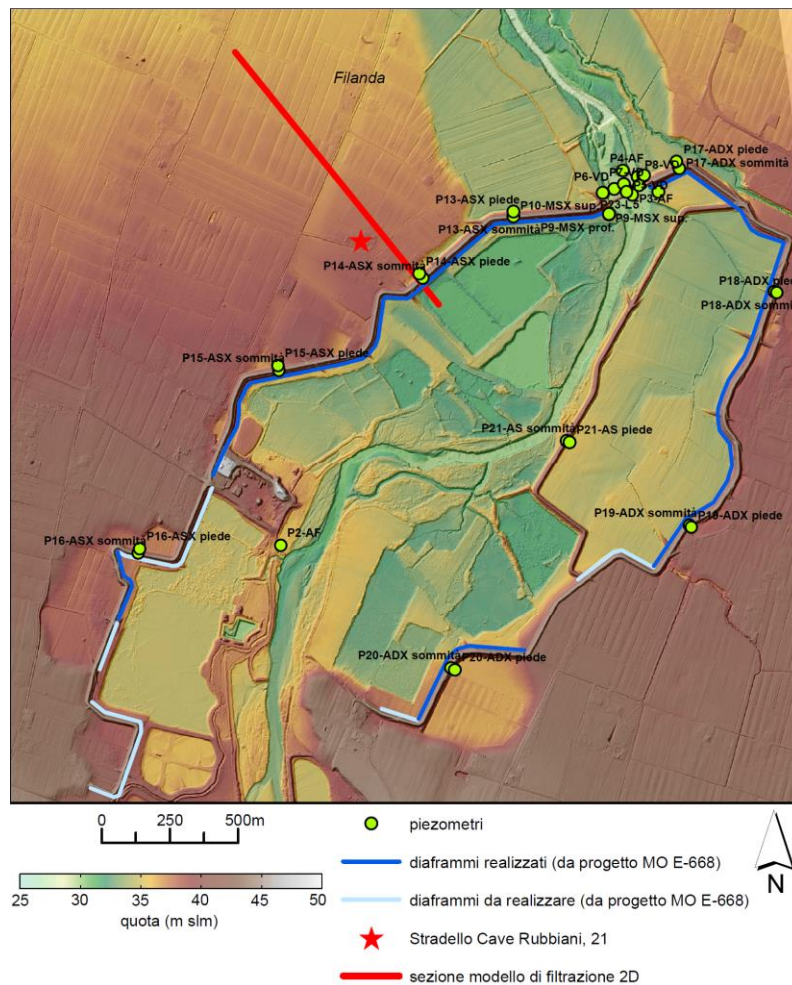 Filanda
P4-AF
P17-ADX piede
P8-VD
P17-ADX sommità
P6-VD
P3-AF
P13-ASX piede
P10-MSX sup.
P23-L5
P9-MSX sup.
P13-ASX sommità
P9-MSX prof.
P14-ASX sommità
P14-ASX piede
P18-ADX piede
P18-ADX sommità
P15-ASX sommità
P15-ASX piede
P21-AS sommità
P21-AS piede
P19-ADX sommità
P19-ADX piede
P16-ASX sommità
P16-ASX piede
P2-AF
P20-ADX sommità
P20-ADX piede
0 250 500m
piezometri
diaframmi realizzati (da progetto MO E-668)
25 30 35 40 45 50
quota (m slm)
diaframmi da realizzare (da progetto MO E-668)
N
Stradello Cave Rubbiani, 21
sezione modello di filtrazione 2D